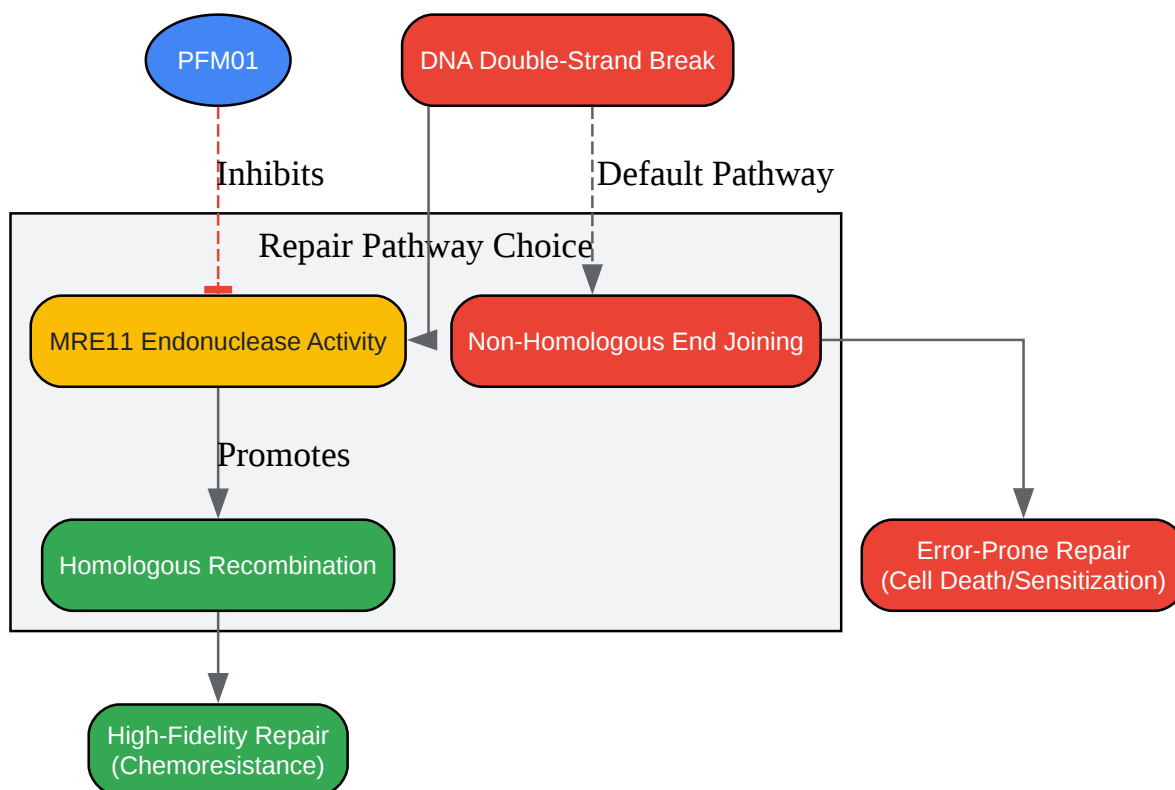 PFM01
DNA Double-Strand Break
Inhibits
Default Pathway
Repair Pathway Choice
MRE11 Endonuclease Activity
Non-Homologous End Joining
Promotes
Homologous Recombination
Error-Prone Repair
(Cell Death/Sensitization)
High-Fidelity Repair
(Chemoresistance)